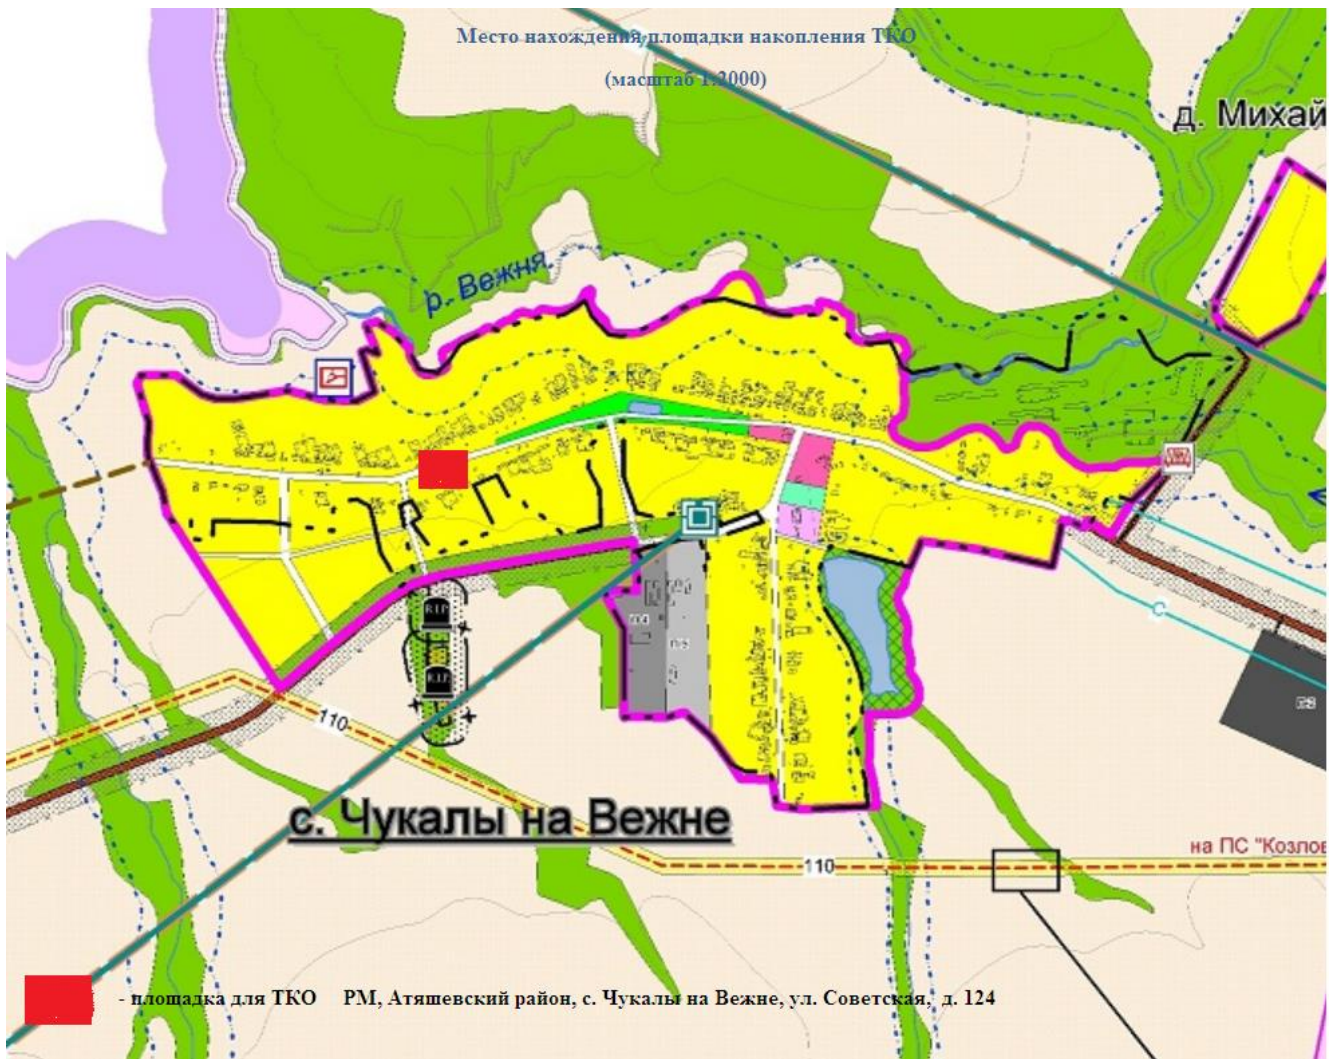 Место нахождения площадки накопления ТКО
(масштаб 1:2000)
д. Михай
р. Вежня
R.I.P.
R.I.P.
110
с. Чукалы на Вежне
на ПС "Козлов
110
С
- площадка для ТКО РМ, Атяшевский район, с. Чукалы на Вежне, ул. Советская, д. 124